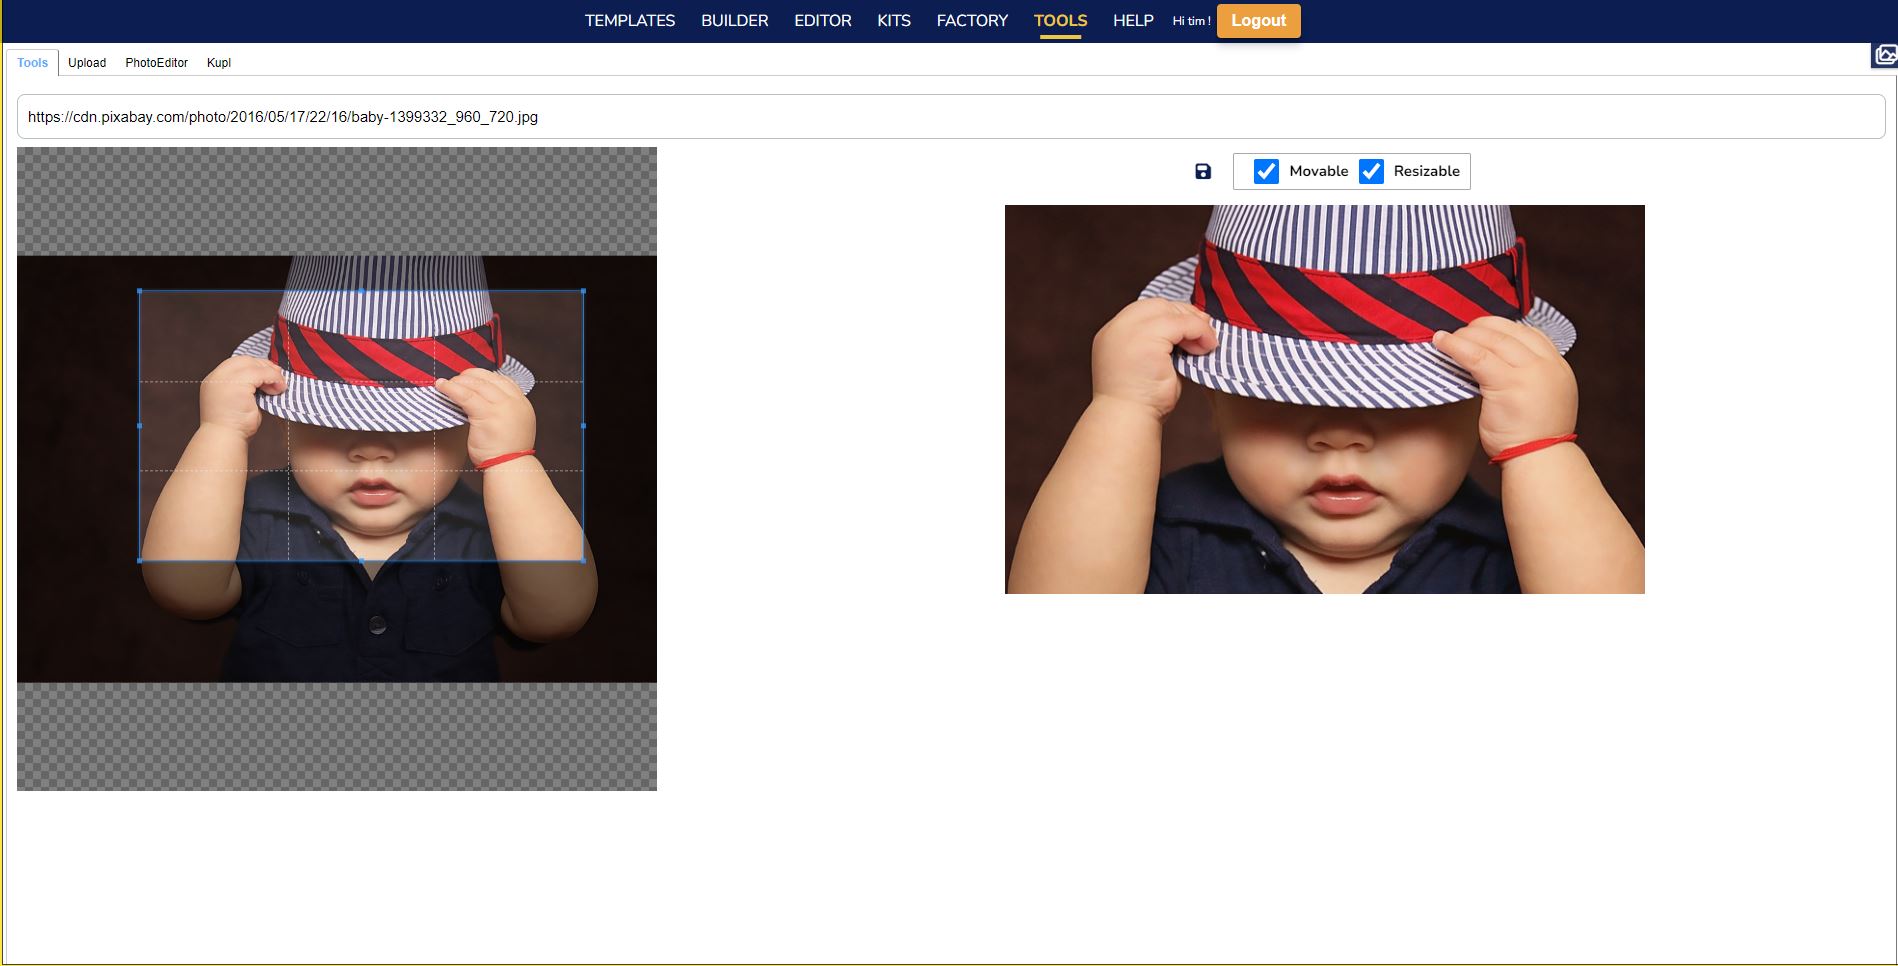 TEMPLATES BUILDER EDITOR KITS FACTORY TOOLS HELP Hi tim ! Logout
Tools Upload PhotoEditor Kupl
https://cdn.pixabay.com/photo/2016/05/17/22/16/baby-1399332_960_720.jpg
Movable Resizable